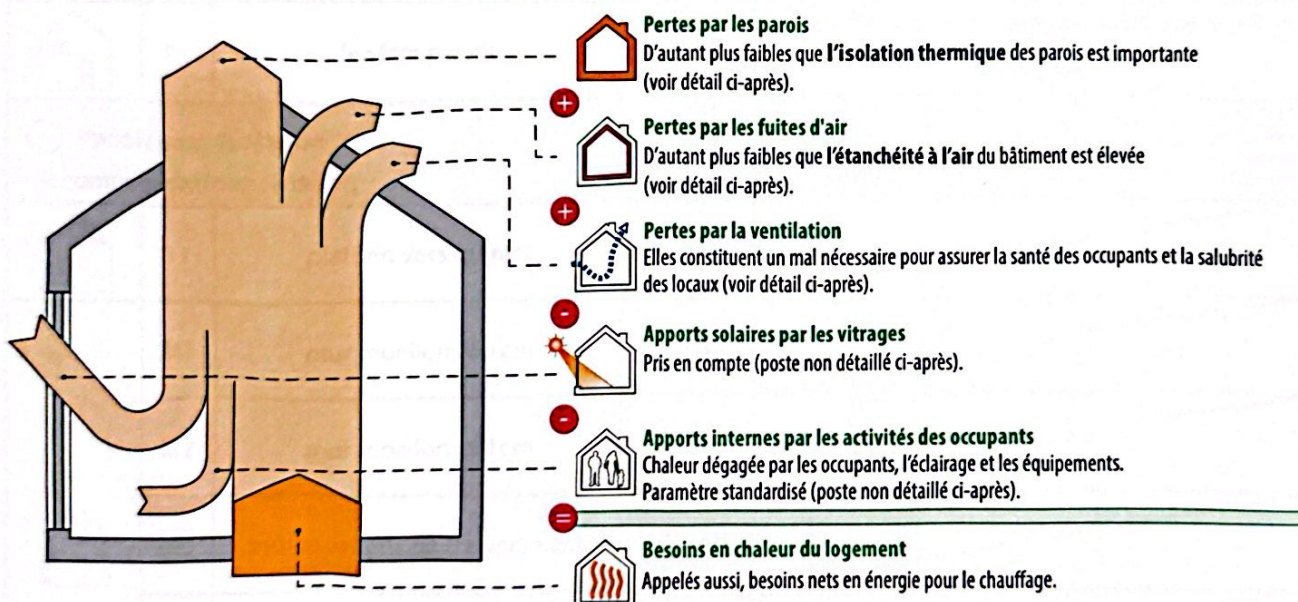 Pertes par les parois
D'autant plus faibles que l'isolation thermique des parois est importante
(voir détail ci-après).
+
Pertes par les fuites d'air
D'autant plus faibles que l'étanchéité à l'air du bâtiment est élevée
(voir détail ci-après).
+
Pertes par la ventilation
Elles constituent un mal nécessaire pour assurer la santé des occupants et la salubrité
des locaux (voir détail ci-après).
-
Apports solaires par les vitrages
Pris en compte (poste non détaillé ci-après).
-
Apports internes par les activités des occupants
Chaleur dégagée par les occupants, l'éclairage et les équipements.
Paramètre standardisé (poste non détaillé ci-après).
=
Besoins en chaleur du logement
Appelés aussi, besoins nets en énergie pour le chauffage.